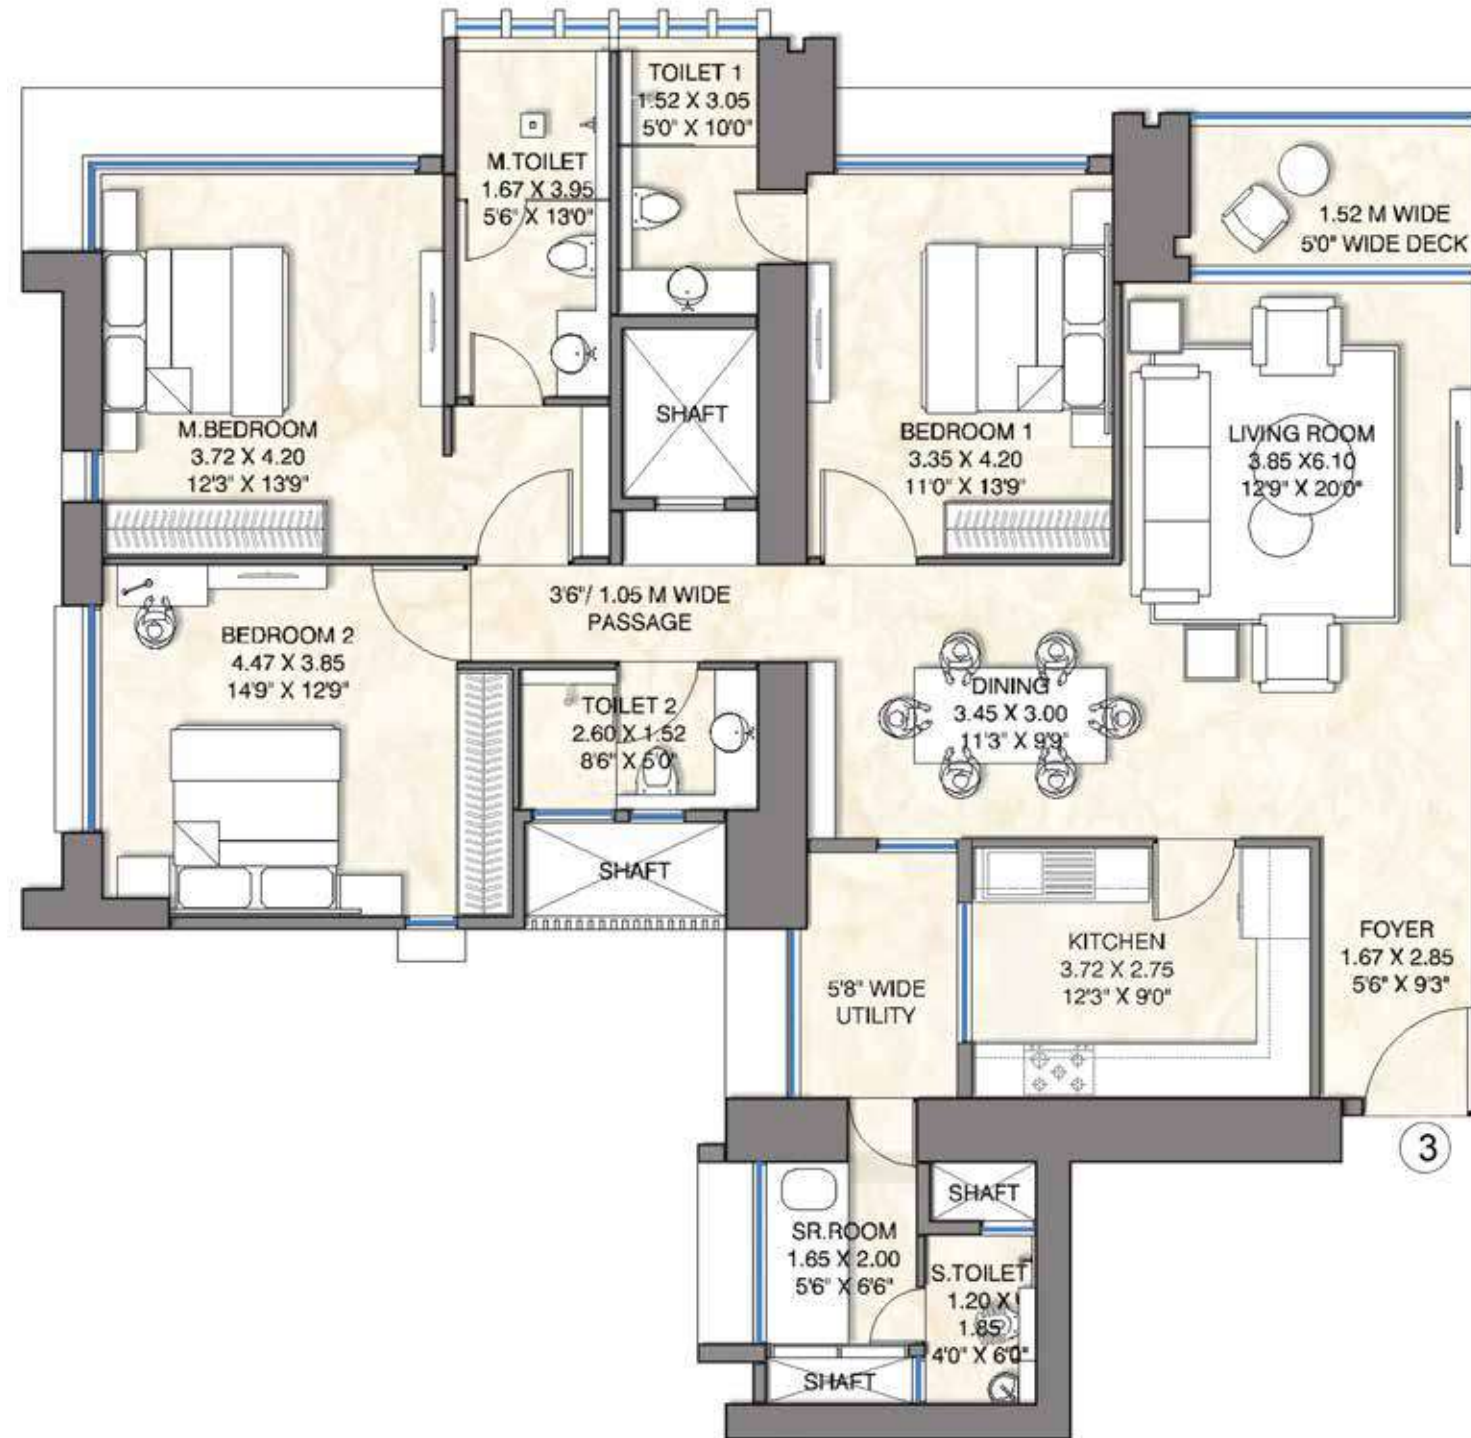 TOILET 1
1.52 X 3.05
5'0" X 10'0"
M.TOILET
1.67 X 3.95
5'6" X 13'0"
1.52 M WIDE
5'0" WIDE DECK
SHAFT
M.BEDROOM
3.72 X 4.20
12'3" X 13'9"
BEDROOM 1
3.35 X 4.20
11'0" X 13'9"
LIVING ROOM
3.85 X6.10
12'9" X 20'0"
3'6"/ 1.05 M WIDE
PASSAGE
BEDROOM 2
4.47 X 3.85
14'9" X 12'9"
TOILET 2
2.60 X 1.52
8'6" X 5'0"
DINING
3.45 X 3.00
11'3" X 9'9"
SHAFT
5'8" WIDE
UTILITY
KITCHEN
3.72 X 2.75
12'3" X 9'0"
FOYER
1.67 X 2.85
5'6" X 9'3"
3
SHAFT
SR.ROOM
1.65 X 2.00
5'6" X 6'6"
S.TOILET
1.20 X
1.85
4'0" X 6'0"
SHAFT